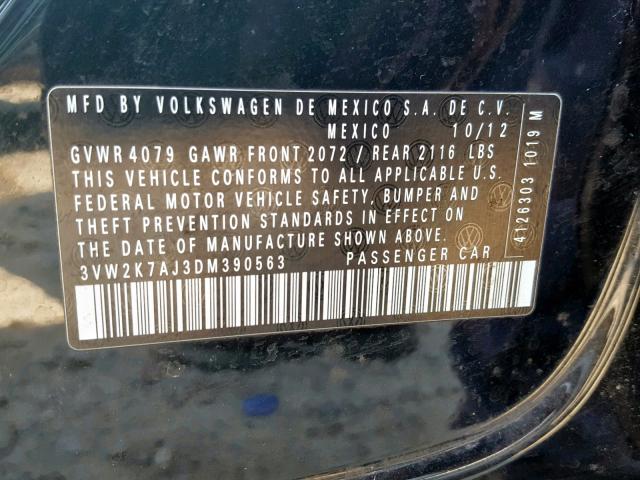 MFD BY VOLKSWAGEN DE MEXICO S.A. DE C.V.
MEXICO 10/12
GVWR 4079 GAWR FRONT 2072 / REAR 2116 LBS
THIS VEHICLE CONFORMS TO ALL APPLICABLE U.S.
FEDERAL MOTOR VEHICLE SAFETY, BUMPER AND
THEFT PREVENTION STANDARDS IN EFFECT ON
THE DATE OF MANUFACTURE SHOWN ABOVE.
3VW2K7AJ3DM390563 PASSENGER CAR
4126303 1019 M